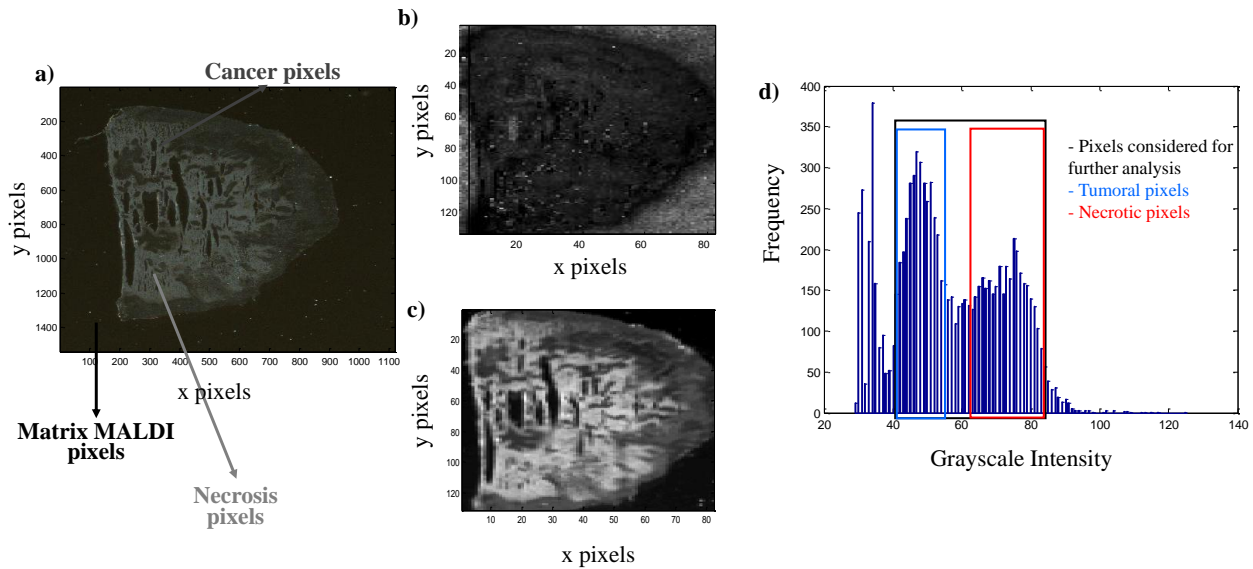 a)
Cancer pixels
200
400
600
800
1000
1200
1400
y pixels
100 200 300 400 500 600 700 800 900 1000 1100
x pixels
Matrix MALDI
pixels
Necrosis
pixels
b)
20
40
60
80
100
120
y pixels
20 40 60 80
x pixels
c)
0
20
40
60
80
100
120
y pixels
10 20 30 40 50 60 70 80
x pixels
d)
400
350
300
250
200
150
100
50
0
Frequency
20 40 60 80 100 120 140
Grayscale Intensity
- Pixels considered for
further analysis
- Tumoral pixels
- Necrotic pixels